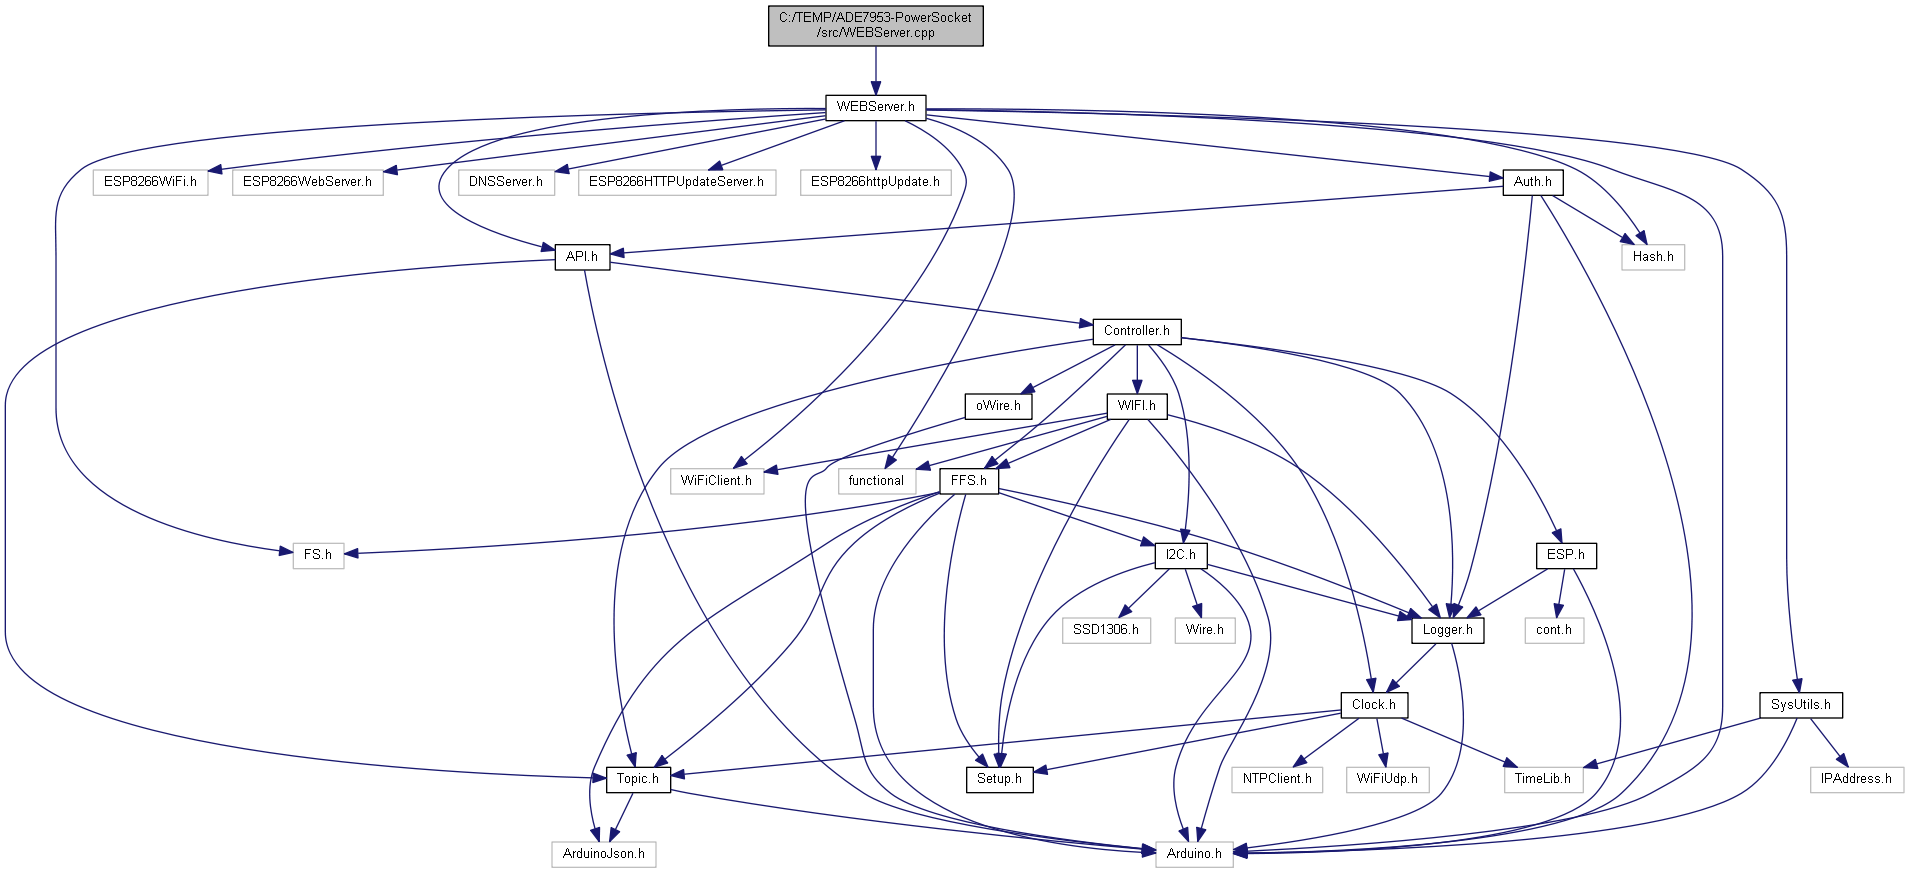 C:/TEMP/ADE7953-PowerSocket
/src/WEBServer.cpp
WEBServer.h
ESP8266WiFi.h
ESP8266WebServer.h
DNSServer.h
ESP8266HTTPUpdateServer.h
ESP8266httpUpdate.h
Auth.h
API.h
Hash.h
Controller.h
oWire.h
WIFI.h
WiFiClient.h
functional
FFS.h
FS.h
I2C.h
ESP.h
SSD1306.h
Wire.h
Logger.h
cont.h
Clock.h
SysUtils.h
Topic.h
Setup.h
NTPClient.h
WiFiUdp.h
TimeLib.h
IPAddress.h
ArduinoJson.h
Arduino.h